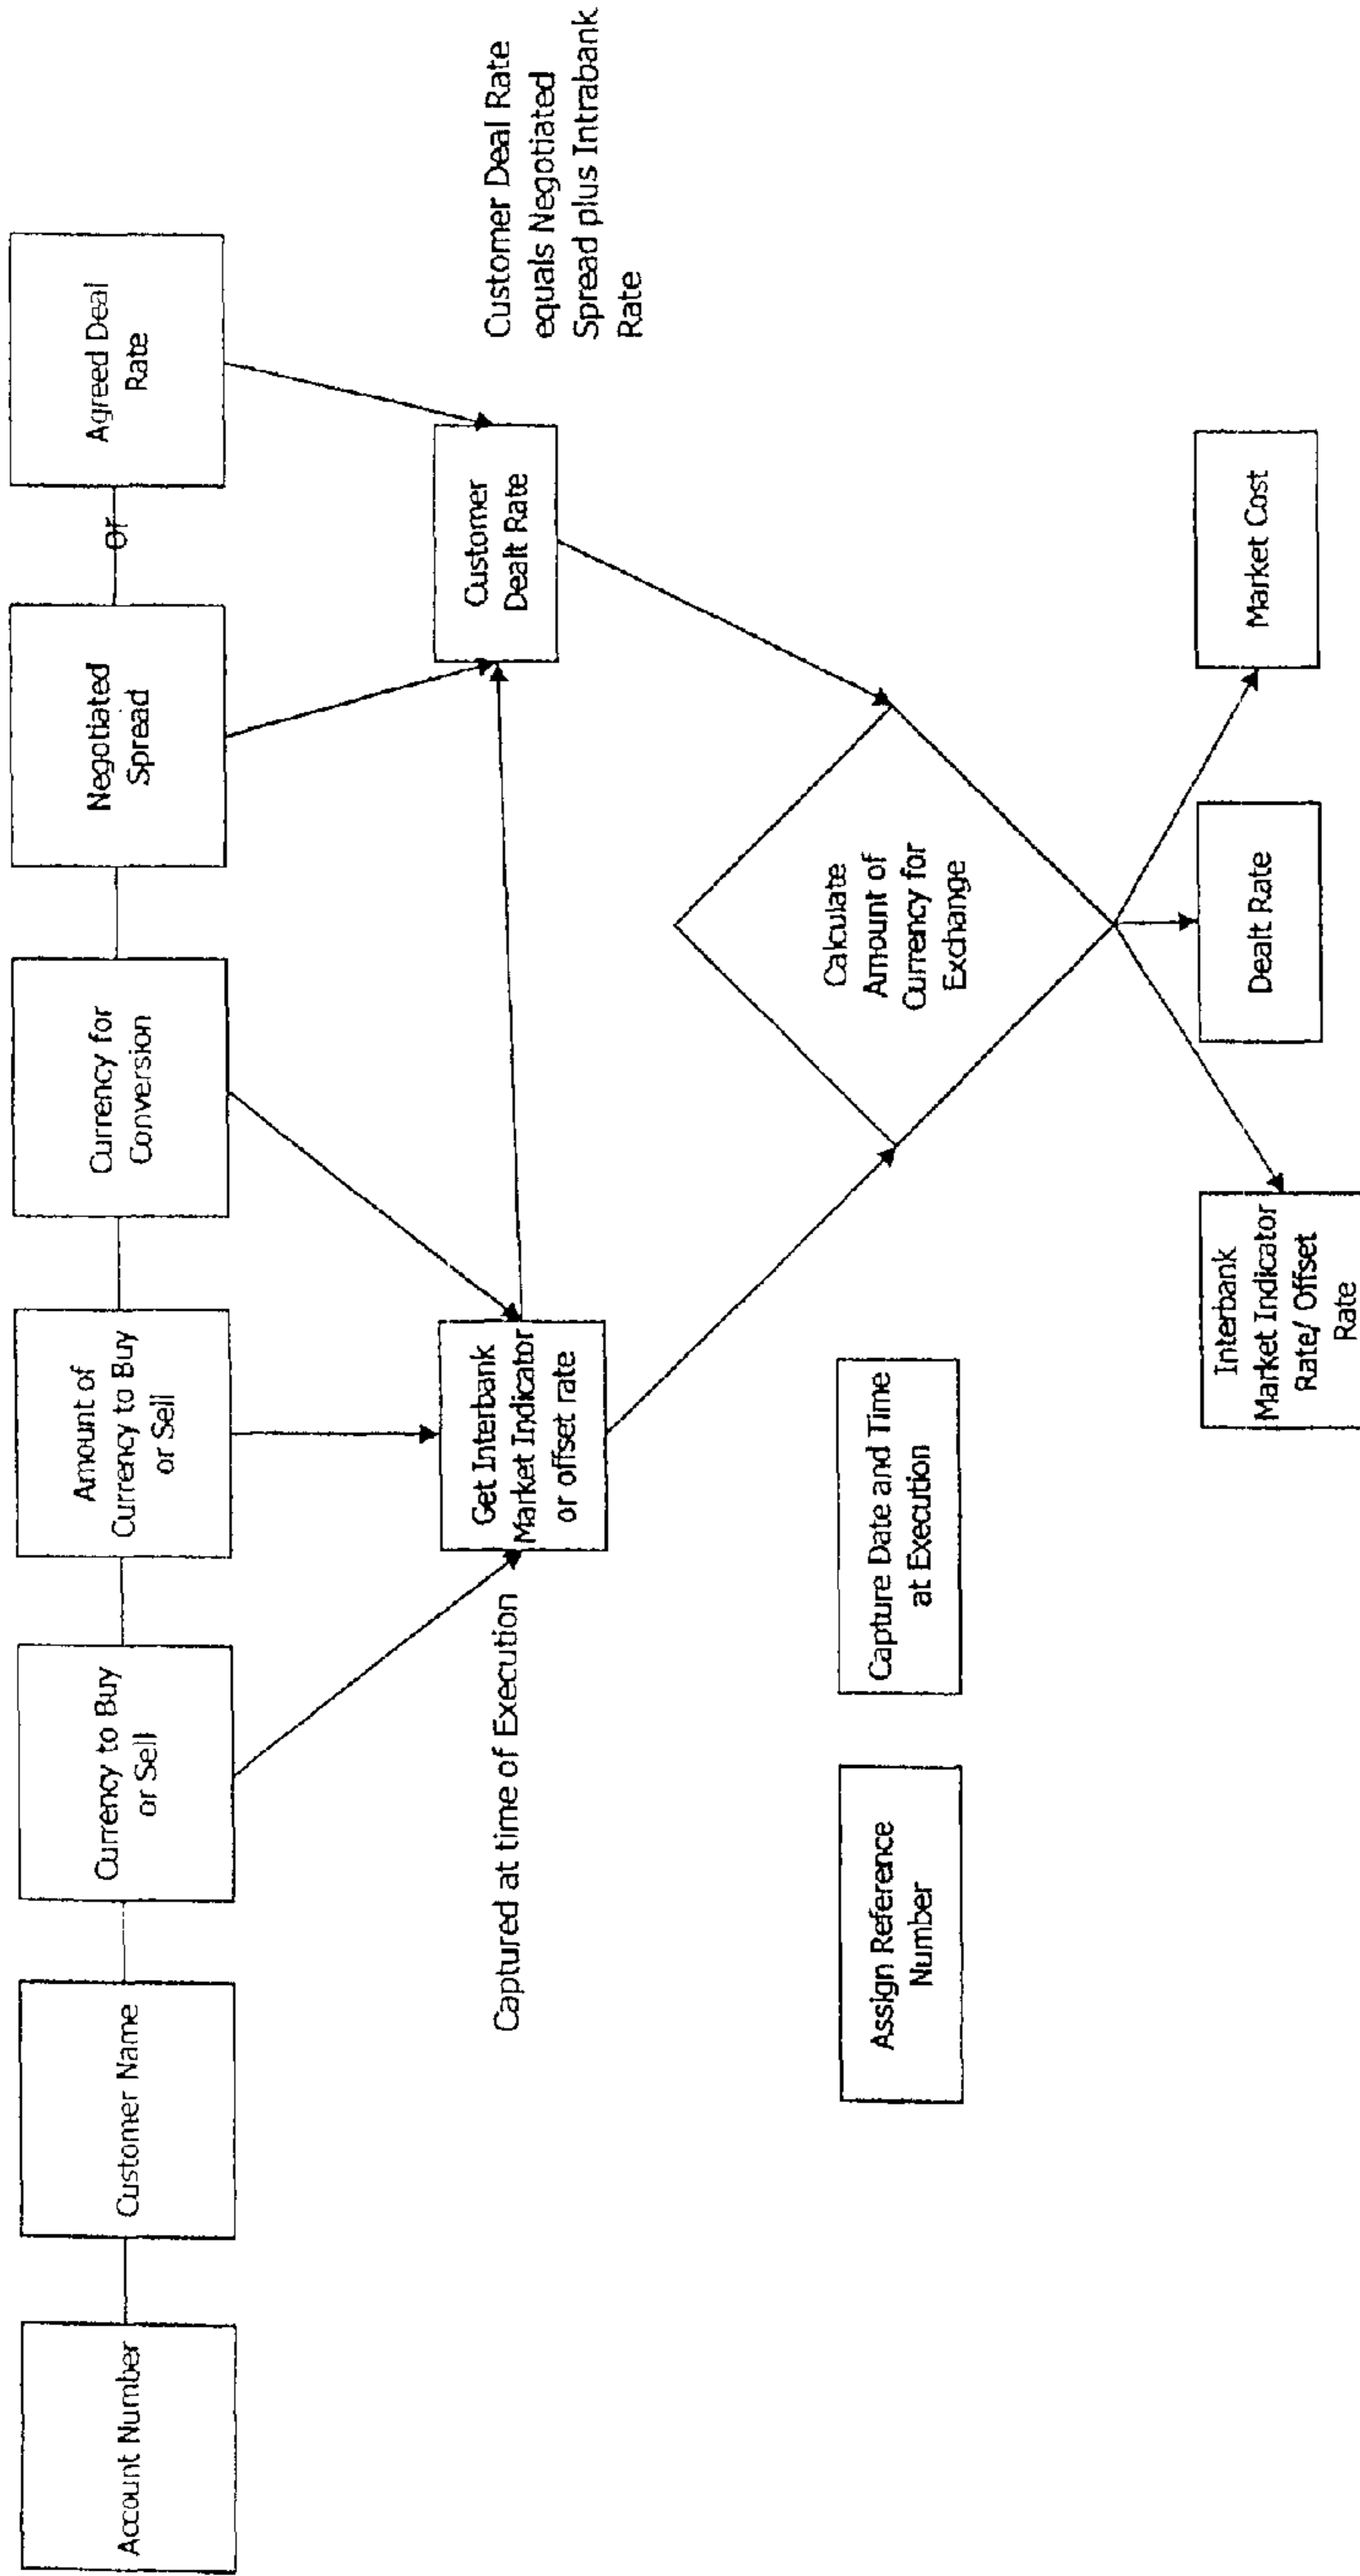 Account Number
Customer Name
Currency to Buy
or Sell
Amount of
Currency to Buy
or Sell
Currency for
Conversion
Negotiated
Spread
or
Agreed Deal
Rate
Captured at time of Execution
Get Interbank
Market Indicator
or offset rate
Customer
Dealt Rate
Customer Deal Rate
equals Negotiated
Spread plus Intrabank
Rate
Assign Reference
Number
Capture Date and Time
at Execution
Calculate
Amount of
Currency for
Exchange
Interbank
Market Indicator
Rate/ Offset
Rate
Dealt Rate
Market Cost